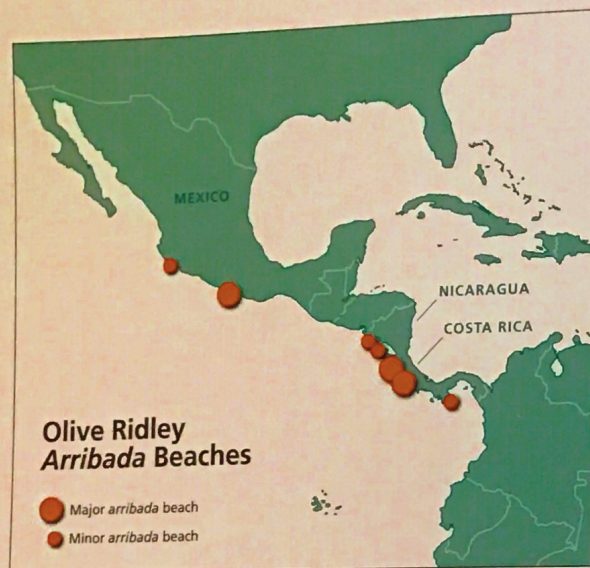 MEXICO
NICARAGUA
COSTA RICA
Olive Ridley
Arribada Beaches
Major arribada beach
Minor arribada beach